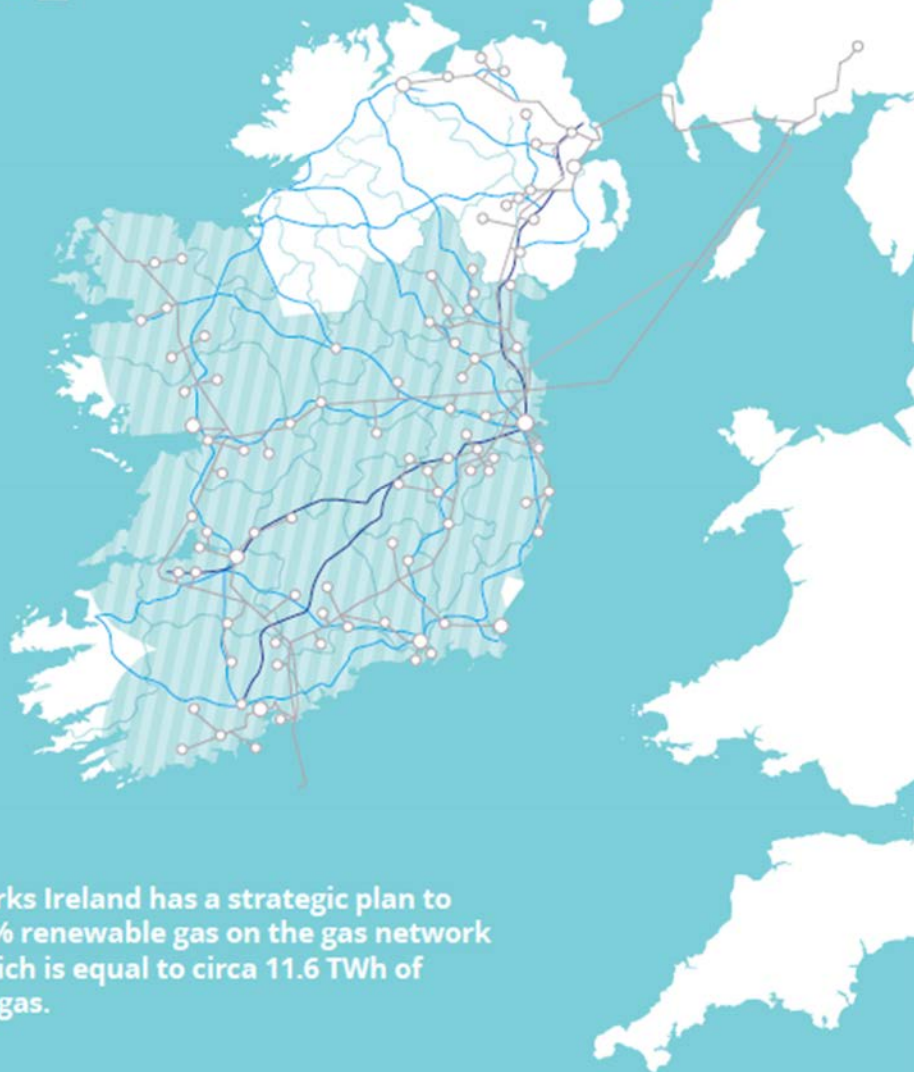 rks Ireland has a strategic plan to
% renewable gas on the gas network
ich is equal to circa 11.6 TWh of
gas.